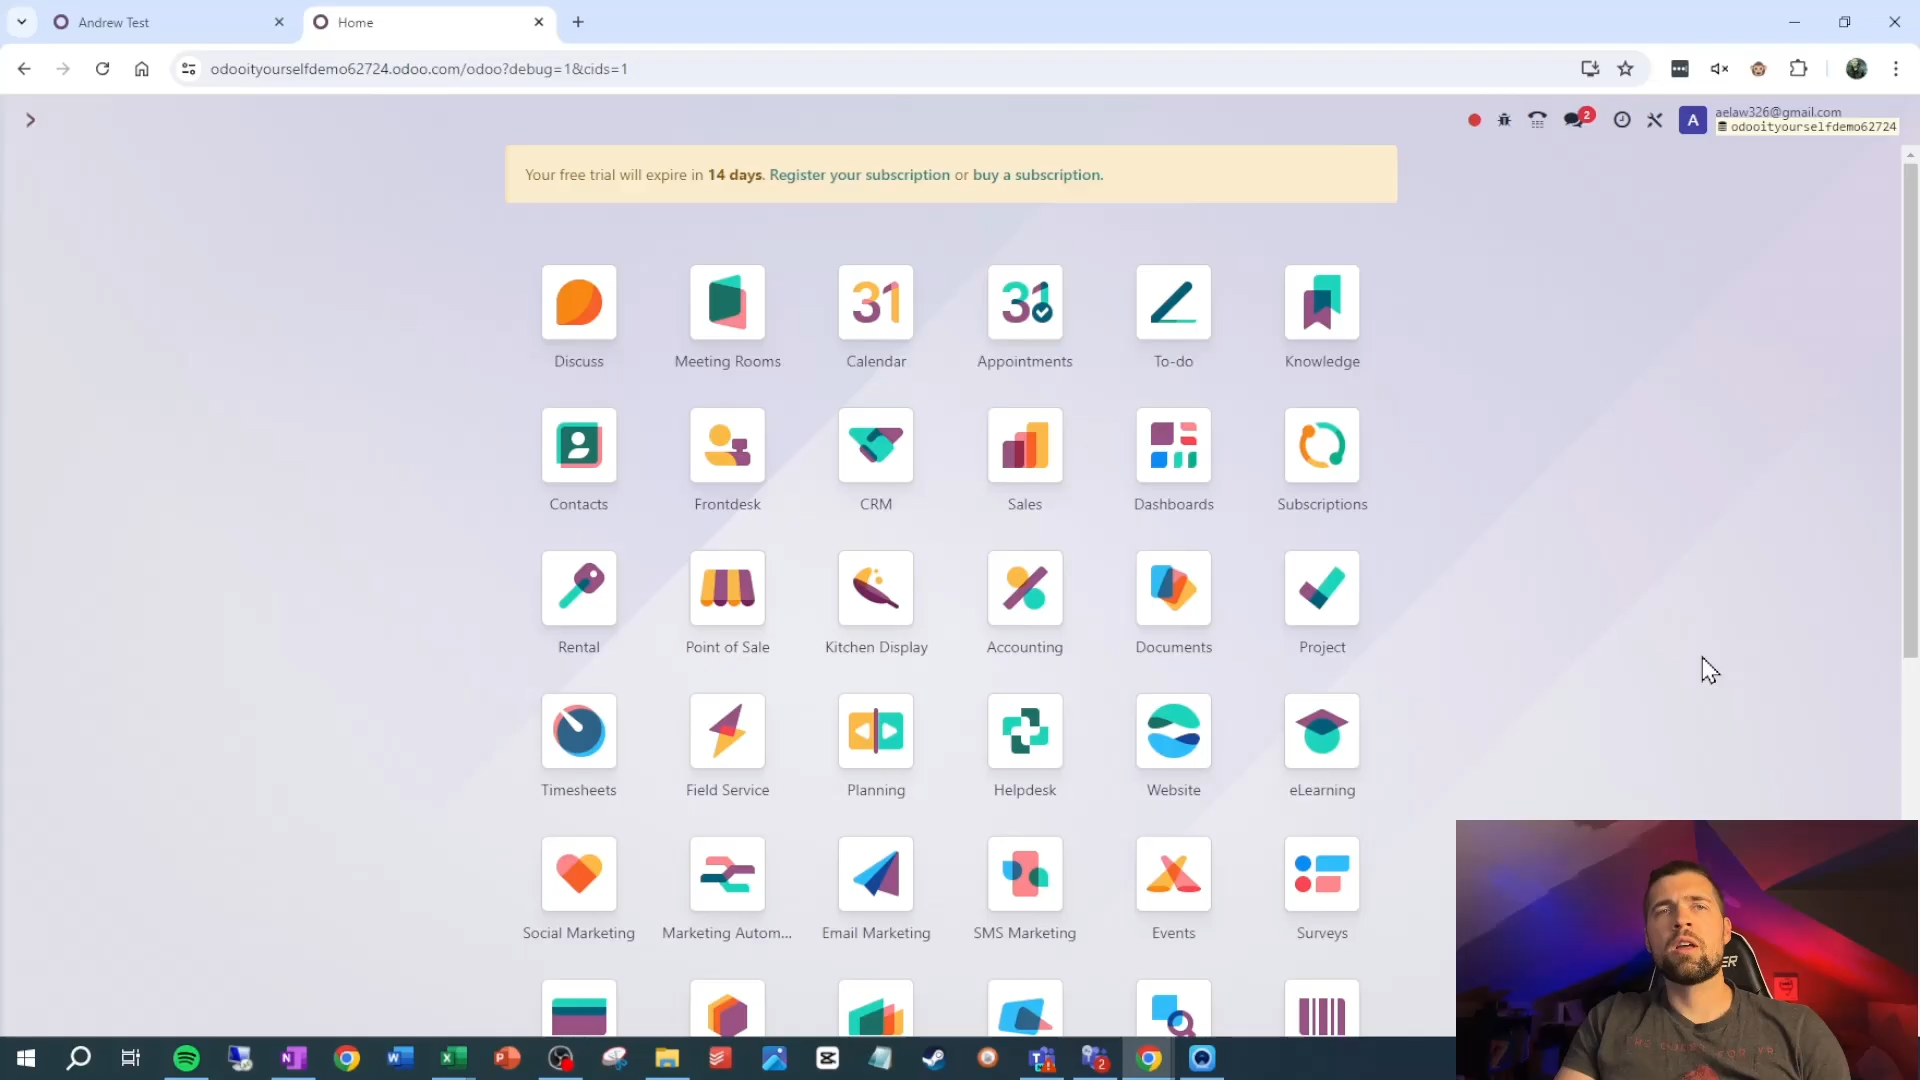 Andrew Test
Home
odooityourselfdemo62724.odoo.com/odoo?debug=1&cids=1
2
A
aelaw326@gmail.com
odooityourselfdemo62724
Your free trial will expire in 14 days. Register your subscription or buy a subscription.
31
31
Discuss
Meeting Rooms
Calendar
Appointments
To-do
Knowledge
Contacts
Frontdesk
CRM
Sales
Dashboards
Subscriptions
Rental
Point of Sale
Kitchen Display
Accounting
Documents
Project
Timesheets
Field Service
Planning
Helpdesk
Website
eLearning
Social Marketing
Marketing Autom...
Email Marketing
SMS Marketing
Events
Surveys
2